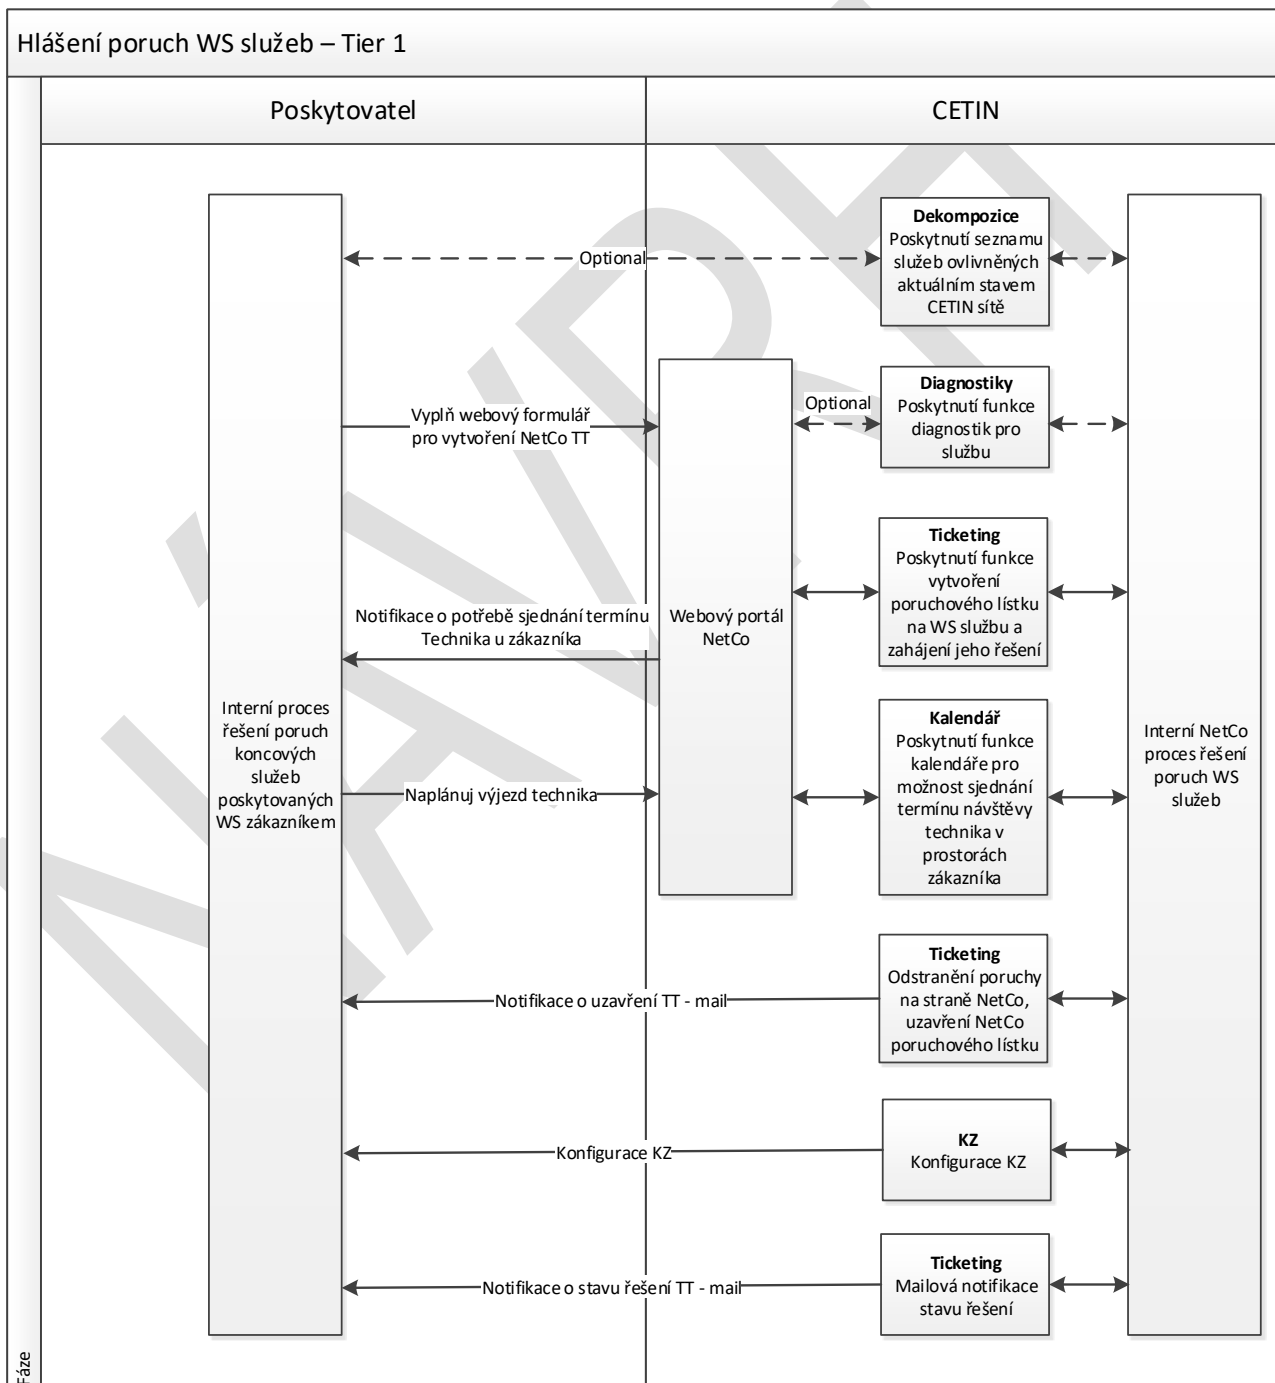 Hlášení poruch WS služeb – Tier 1
Poskytovatel
CETIN
Dekompozice
Poskytnutí seznamu
služeb ovlivněných
aktuálním stavem
CETIN sítě
Optional
Diagnostiky
Poskytnutí funkce
diagnostik pro
službu
Optional
Vyplň webový formulář
pro vytvoření NetCo TT
Ticketing
Poskytnutí funkce
vytvoření
poruchového lístku
na WS službu a
zahájení jeho řešení
Notifikace o potřebě sjednání termínu
Technika u zákazníka
Webový portál
NetCo
Interní proces
řešení poruch
koncových
služeb
poskytovaných
WS zákazníkem
Kalendář
Poskytnutí funkce
kalendáře pro
možnost sjednání
termínu návštěvy
technika v
prostorách
zákazníka
Interní NetCo
proces řešení
poruch WS
služeb
Naplánuj výjezd technika
Ticketing
Odstranění poruchy
na straně NetCo,
uzavření NetCo
poruchového lístku
Notifikace o uzavření TT - mail
KZ
Konfigurace KZ
Konfigurace KZ
Ticketing
Mailová notifikace
stavu řešení
Notifikace o stavu řešení TT - mail
Fáze
NÁVRH